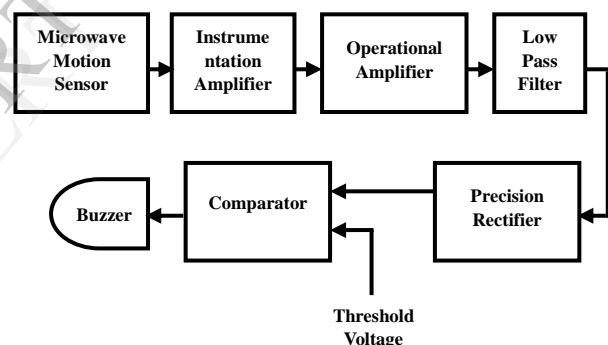 Microwave
Motion
Sensor
Instrume
ntation
Amplifier
Operational
Amplifier
Low
Pass
Filter
Buzzer
Comparator
Precision
Rectifier
Threshold
Voltage